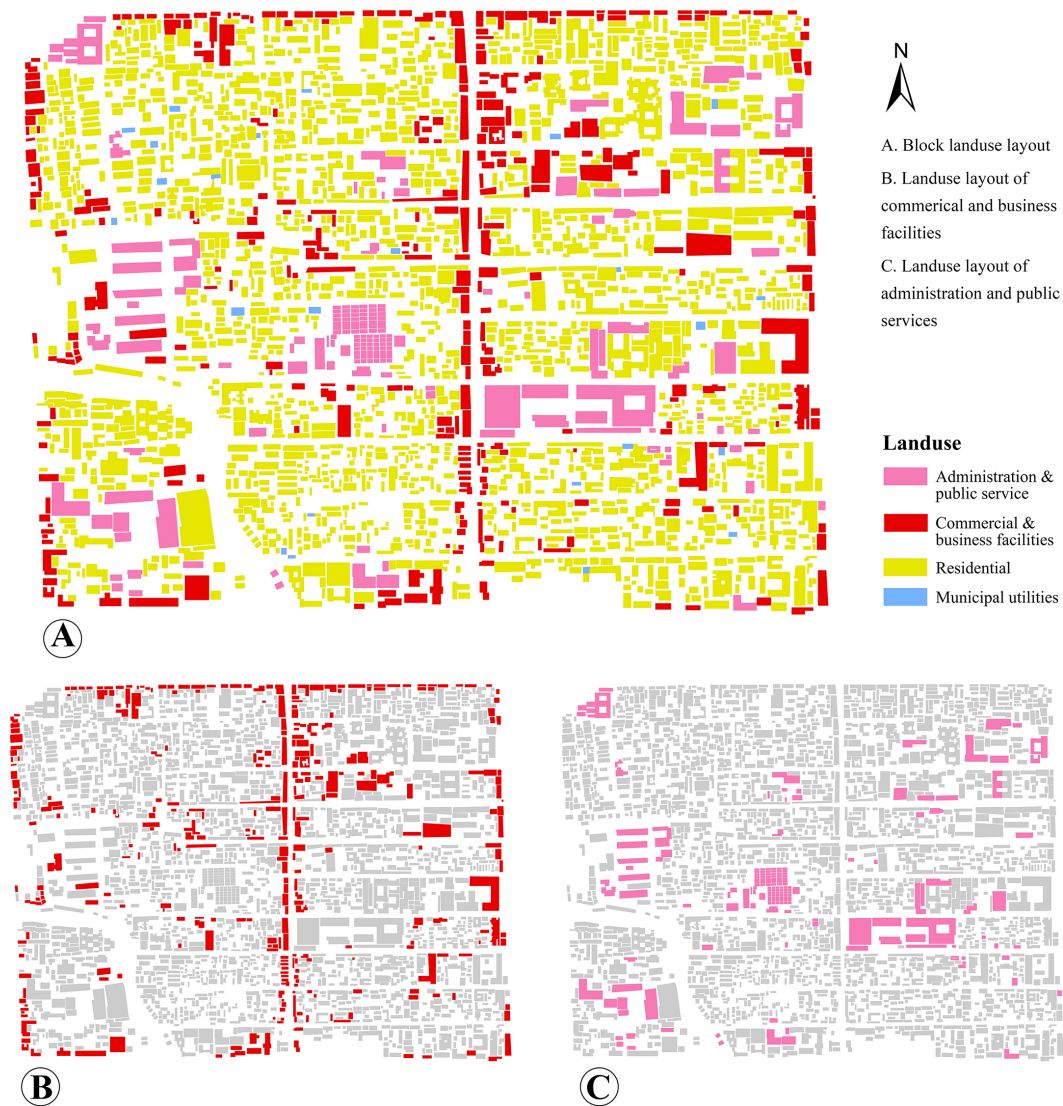 N
A. Block landuse layout
B. Landuse layout of
commerical and business
facilities
C. Landuse layout of
administration and public
services
Landuse
Administration &
public service
Commercial &
business facilities
Residential
Municipal utilities
A
B
C